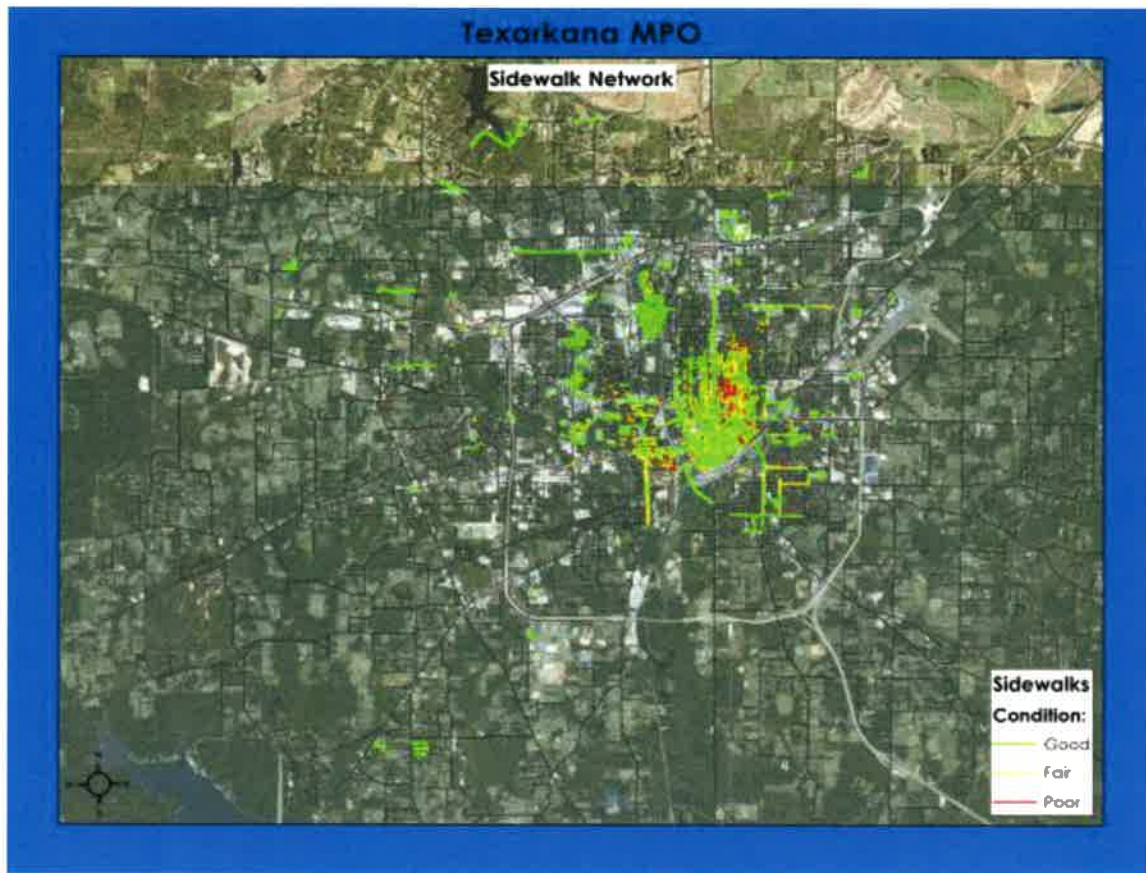 Texarkana MPO
Sidewalk Network
Sidewalks
Condition:
Good
Fair
Poor